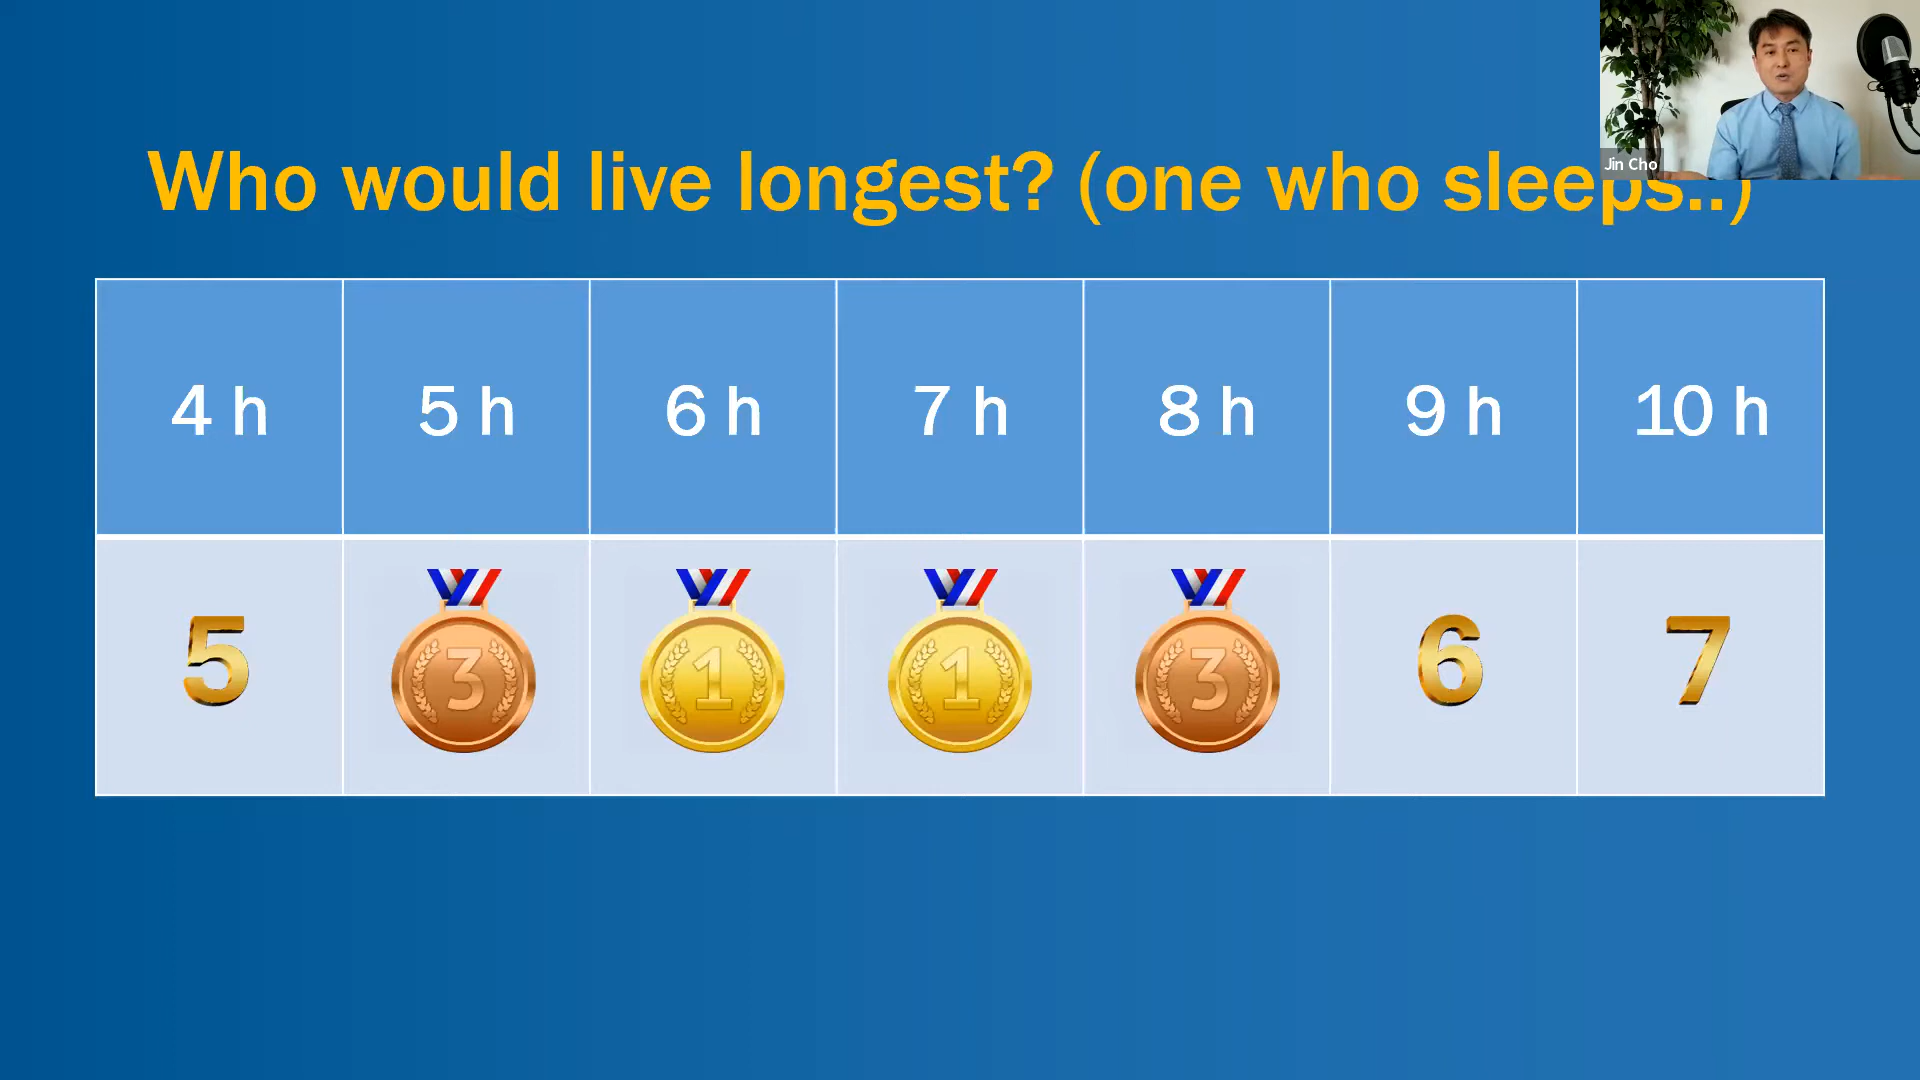 Jin Cho
Who would live longest? (one who sleeps..)
4 h 5 h 6 h 7 h 8 h 9 h 10 h
5 3 1 1 3 6 7